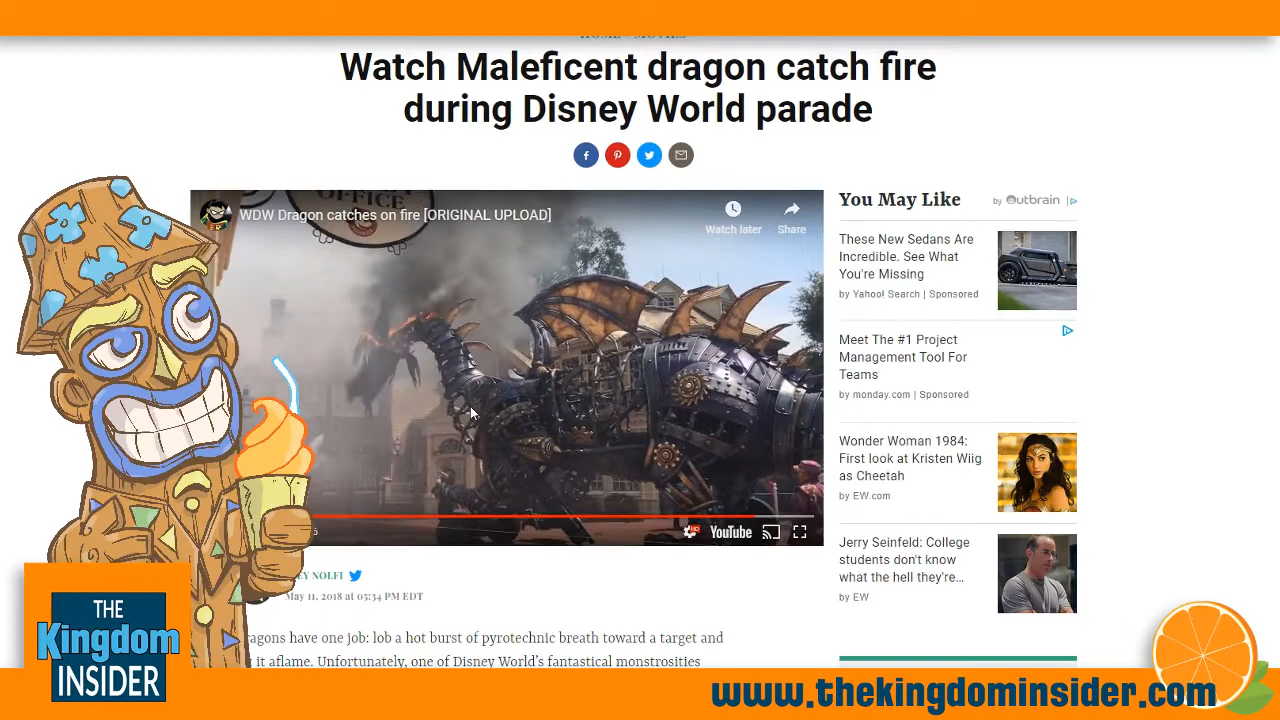 Watch Maleficent dragon catch fire
during Disney World parade
OFFICE
WDW Dragon catches on fire [ORIGINAL UPLOAD]
Watch later
Share
HD
YouTube
EY NOLFI
May 11, 2018 at 05:34 PM EDT
agons have one job: lob a hot burst of pyrotechnic breath toward a target and
it aflame. Unfortunately, one of Disney World's fantastical monstrosities
You May Like
by Outbrain
These New Sedans Are
Incredible. See What
You're Missing
by Yahoo! Search | Sponsored
Meet The #1 Project
Management Tool For
Teams
by monday.com | Sponsored
Wonder Woman 1984:
First look at Kristen Wiig
as Cheetah
by EW.com
Jerry Seinfeld: College
students don't know
what the hell they're…
by EW
THE
Kingdom
INSIDER
www.thekingdominsider.com